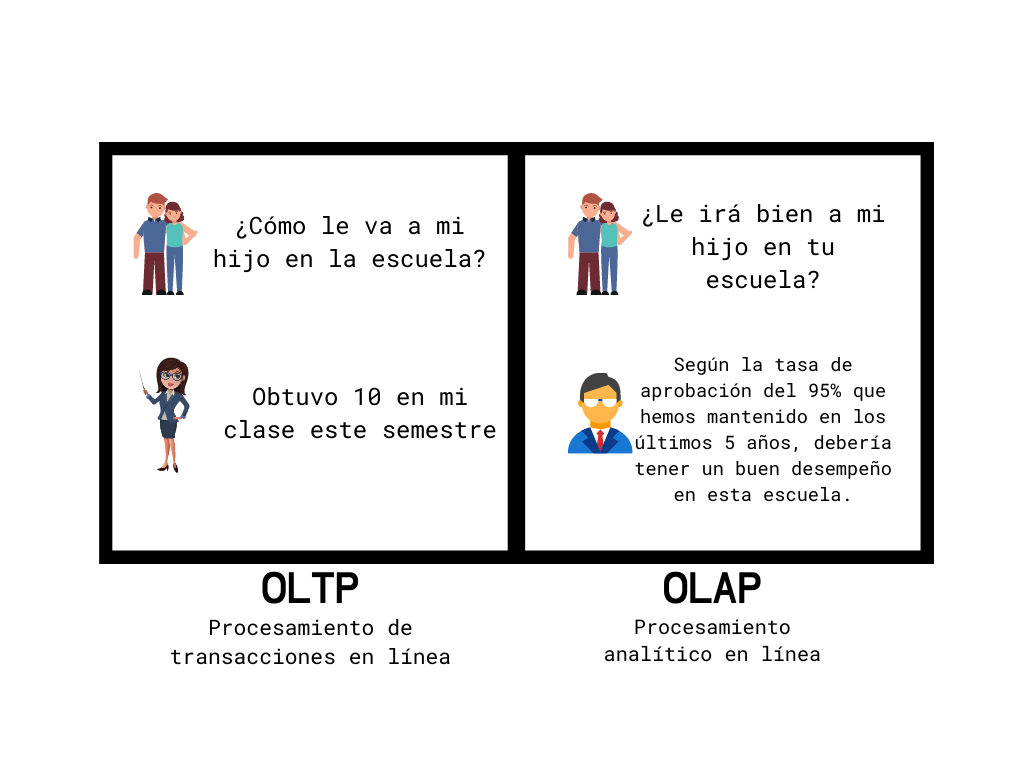 ¿Cómo le va a mi
hijo en la escuela?
Obtuvo 10 en mi
clase este semestre
¿Le irá bien a mi
hijo en tu
escuela?
Según la tasa de
aprobación del 95% que
hemos mantenido en los
últimos 5 años, debería
tener un buen desempeño
en esta escuela.
OLTP
Procesamiento de
transacciones en línea
OLAP
Procesamiento
analítico en línea